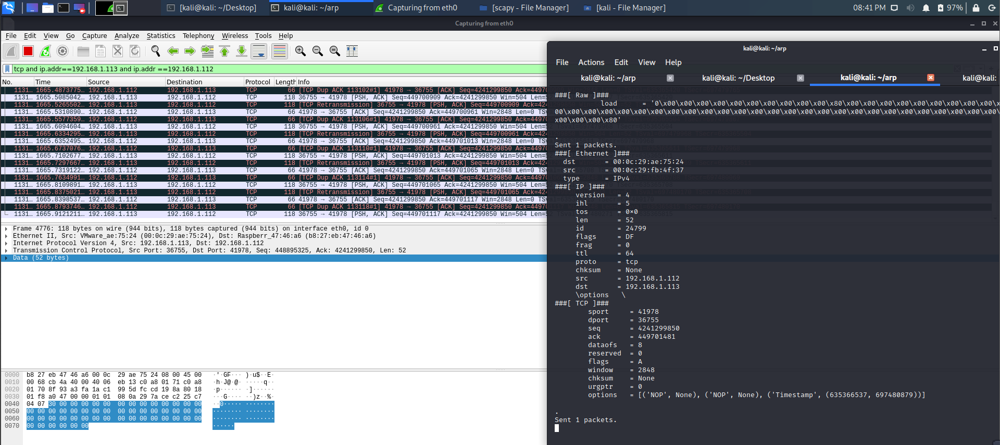 [kali@kali: ~/Desktop]
kali@kali: ~/arp
Capturing from eth0
[scapy - File Manager]
[kali - File Manager]
08:41 PM
97%
Capturing from eth0
File Edit View Go Capture Analyze Statistics Telephony Wireless Tools Help
tcp and ip.addr==192.168.1.113 and ip.addr ==192.168.1.112
No. Time Source Destination Protocol Length Info
1131… 1665.4873775… 192.168.1.112 192.168.1.113 TCP 66 [TCP Dup ACK 113102#1] 41978 → 36755 [ACK] Seq=4241299850 Ack=44970
1131… 1665.5085042… 192.168.1.113 192.168.1.112 TCP 118 36755 → 41978 [PSH, ACK] Seq=449700909 Ack=4241299850 Win=504 Len=5
1131… 1665.5265502… 192.168.1.113 192.168.1.112 TCP 118 [TCP Retransmission] 36755 → 41978 [PSH, ACK] Seq=449700909 Ack=424
1131… 1665.5310890… 192.168.1.112 192.168.1.113 TCP 66 41978 → 36755 [ACK] Seq=4241299850 Ack=449700961 Win=2848 Len=0 TSv
1131… 1665.5577359… 192.168.1.112 192.168.1.113 TCP 66 [TCP Dup ACK 113106#1] 41978 → 36755 [ACK] Seq=4241299850 Ack=44970
1131… 1665.6094604… 192.168.1.113 192.168.1.112 TCP 118 36755 → 41978 [PSH, ACK] Seq=449700961 Ack=4241299850 Win=504 Len=5
1131… 1665.6334295… 192.168.1.113 192.168.1.112 TCP 118 [TCP Retransmission] 36755 → 41978 [PSH, ACK] Seq=449700961 Ack=424
1131… 1665.6352495… 192.168.1.112 192.168.1.113 TCP 66 41978 → 36755 [ACK] Seq=4241299850 Ack=449701013 Win=2848 Len=0 TSv
1131… 1665.6737076… 192.168.1.112 192.168.1.113 TCP 66 [TCP Dup ACK 113110#1] 41978 → 36755 [ACK] Seq=4241299850 Ack=44970
1131… 1665.7102677… 192.168.1.113 192.168.1.112 TCP 118 36755 → 41978 [PSH, ACK] Seq=449701013 Ack=4241299850 Win=504 Len=5
1131… 1665.7297667… 192.168.1.113 192.168.1.112 TCP 118 [TCP Retransmission] 36755 → 41978 [PSH, ACK] Seq=449701013 Ack=424
1131… 1665.7319122… 192.168.1.112 192.168.1.113 TCP 66 41978 → 36755 [ACK] Seq=4241299850 Ack=449701065 Win=2848 Len=0 TSv
1131… 1665.7634991… 192.168.1.112 192.168.1.113 TCP 66 [TCP Dup ACK 113114#1] 41978 → 36755 [ACK] Seq=4241299850 Ack=44970
1131… 1665.8109891… 192.168.1.113 192.168.1.112 TCP 118 36755 → 41978 [PSH, ACK] Seq=449701065 Ack=4241299850 Win=504 Len=5
1131… 1665.8375021… 192.168.1.113 192.168.1.112 TCP 118 [TCP Retransmission] 36755 → 41978 [PSH, ACK] Seq=449701065 Ack=424
1131… 1665.8398537… 192.168.1.112 192.168.1.113 TCP 66 41978 → 36755 [ACK] Seq=4241299850 Ack=449701117 Win=2848 Len=0 TSv
1131… 1665.8793746… 192.168.1.112 192.168.1.113 TCP 66 [TCP Dup ACK 113118#1] 41978 → 36755 [ACK] Seq=4241299850 Ack=44970
1131… 1665.9121211… 192.168.1.113 192.168.1.112 TCP 118 36755 → 41978 [PSH, ACK] Seq=449701117 Ack=4241299850 Win=504 Len=5
Frame 4776: 118 bytes on wire (944 bits), 118 bytes captured (944 bits) on interface eth0, id 0
Ethernet II, Src: VMware_ae:75:24 (00:0c:29:ae:75:24), Dst: Raspberr_47:46:a6 (b8:27:eb:47:46:a6)
Internet Protocol Version 4, Src: 192.168.1.113, Dst: 192.168.1.112
Transmission Control Protocol, Src Port: 36755, Dst Port: 41978, Seq: 448895325, Ack: 4241299850, Len: 52
Data (52 bytes)
0000 b8 27 eb 47 46 a6 00 0c 29 ae 75 24 08 00 45 00 ·'·GF··· )·u$··E·
0010 00 68 cb 4a 40 00 40 06 eb 13 c0 a8 01 71 c0 a8 ·h·J@·@· ·····q··
0020 01 70 8f 93 a3 fa 1a c1 99 5d fc cd 19 8a 80 18 ·p······ ·]······
0030 01 f8 a0 47 00 00 01 01 08 0a 29 7a ce c2 25 c7 ···G···· ··)z··%·
0040 04 07 30 00 00 00 00 00 00 00 00 00 00 00 00 00 ··0····· ········
0050 00 00 00 00 00 00 00 00 00 00 00 00 00 00 00 00 ········ ········
0060 00 00 00 00 00 00 00 00 00 00 00 00 00 00 00 00 ········ ········
0070 00 00 00 00 00 00 ······
kali@kali: ~/arp
File Actions Edit View Help
kali@kali: ~/arp
kali@kali: ~/Desktop
kali@kali: ~/arp
kali@kali:
###[ Raw ]###
load = '0\x00\x00\x00\x00\x00\x00\x00\x00\x00\x00\x80\x00\x00\x00\x00\x00\x00\x00\x00\x
00\x00\x00\x00\x00\x00\x00\x00\x00\x00\x00\x00\x00\x00\x00\x00\x00\x00\x00\x00\x00\x00\x00\
x00\x00\x00\x80'
.
Sent 1 packets.
###[ Ethernet ]###
dst = 00:0c:29:ae:75:24
src = 00:0c:29:fb:4f:37
type = IPv4
###[ IP ]###
version = 4
ihl = 5
tos = 0×0
len = 52
id = 24799
flags = DF
frag = 0
ttl = 64
proto = tcp
chksum = None
src = 192.168.1.112
dst = 192.168.1.113
\options \
###[ TCP ]###
sport = 41978
dport = 36755
seq = 4241299850
ack = 449701481
dataofs = 8
reserved = 0
flags = A
window = 2848
chksum = None
urgptr = 0
options = [('NOP', None), ('NOP', None), ('Timestamp', (635366537, 697480879))]
.
Sent 1 packets.